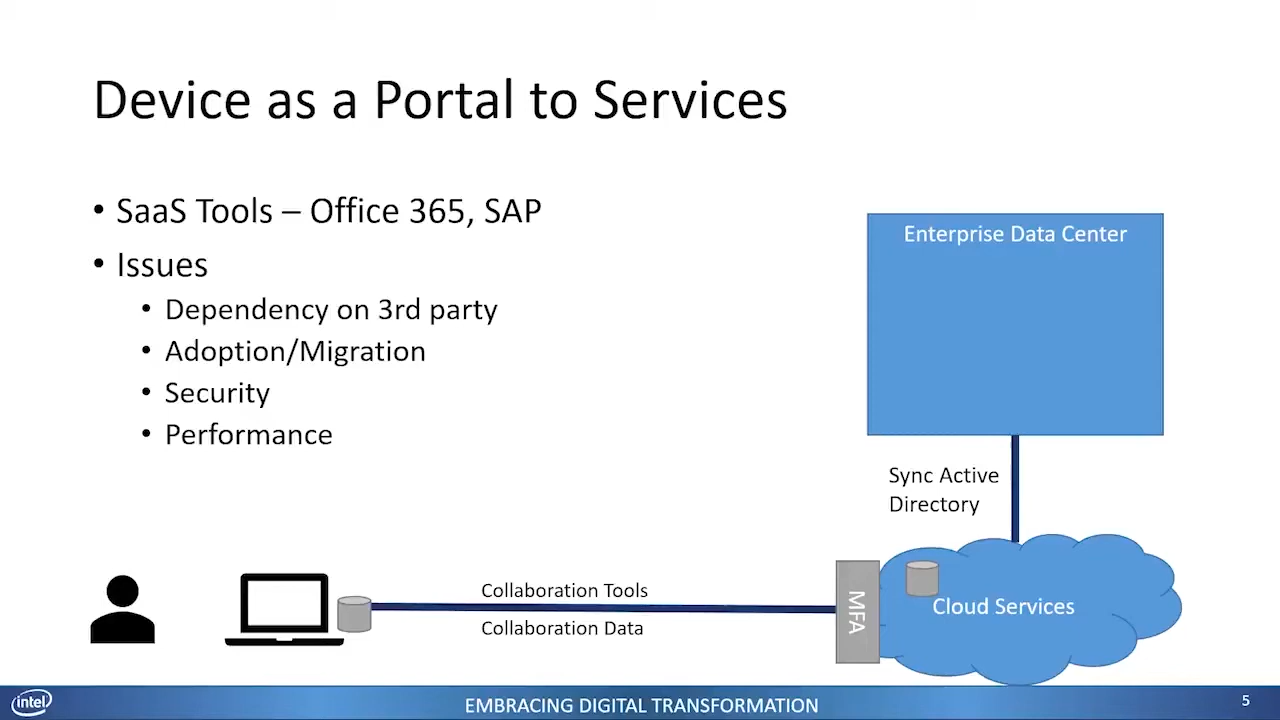 Device as a Portal to Services
• SaaS Tools – Office 365, SAP
• Issues
• Dependency on 3rd party
• Adoption/Migration
• Security
• Performance
Enterprise Data Center
Sync Active
Directory
Collaboration Tools
Collaboration Data
MFA
Cloud Services
intel
EMBRACING DIGITAL TRANSFORMATION
5